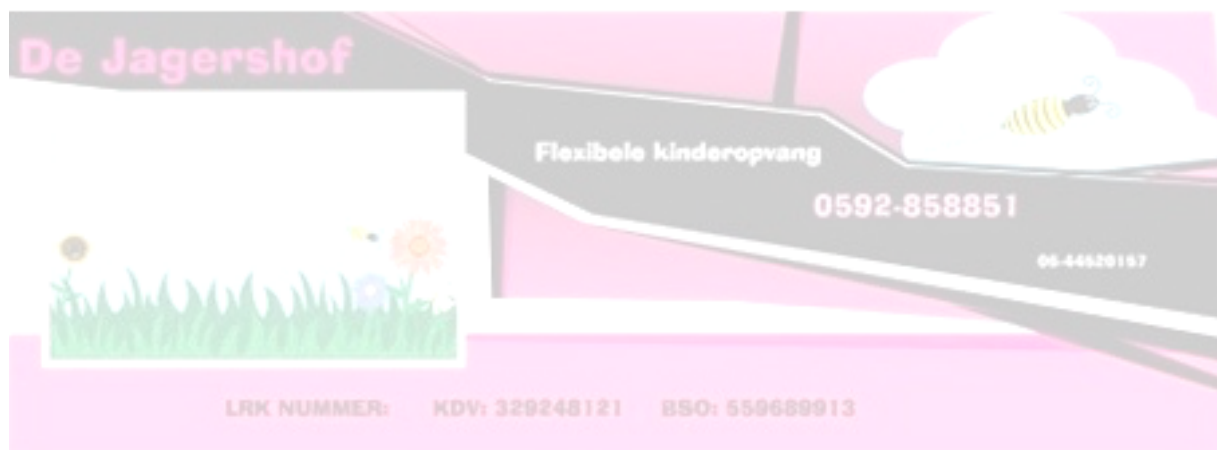 De Jagershof
Flexibele kinderopvang
0592-858851
06-44520157
LRK NUMMER: KDV: 329248121 BSO: 559689913